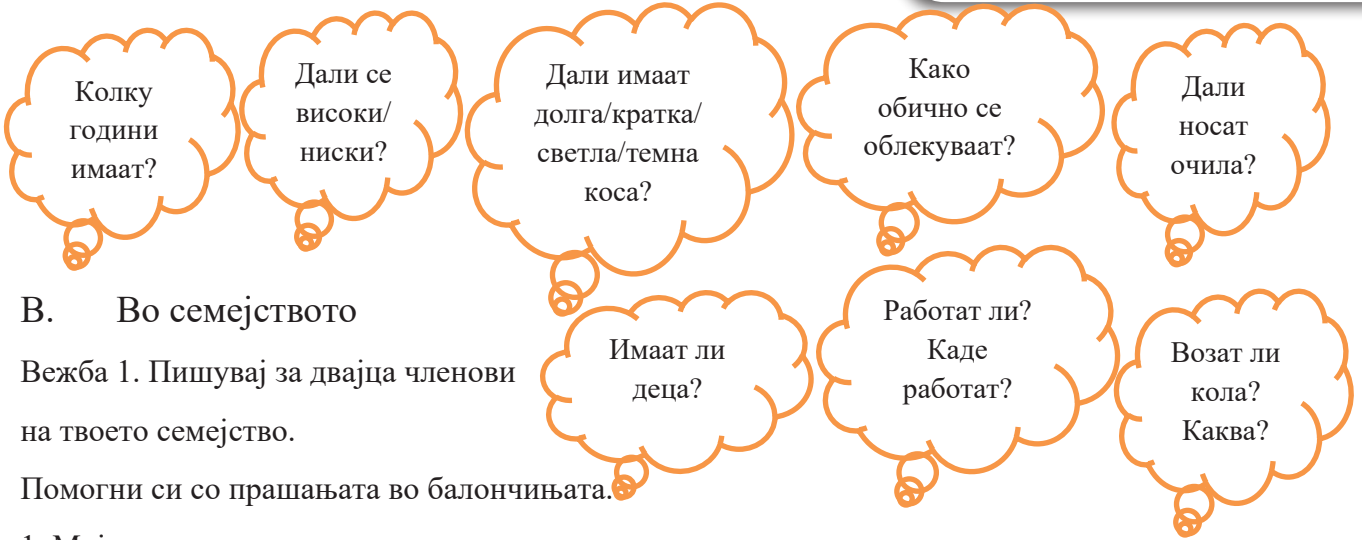 Колку
години
имаат?
Дали се
високи/
ниски?
Дали имаат
долга/кратка/
светла/темна
коса?
Како
обично се
облекуваат?
Дали
носат
очила?
В. Во семејството
Вежба 1. Пишувај за двајца членови
на твоето семејство.
Помогни си со прашањата во балончињата.
Имаат ли
деца?
Работат ли?
Каде
работат?
Возат ли
кола?
Каква?